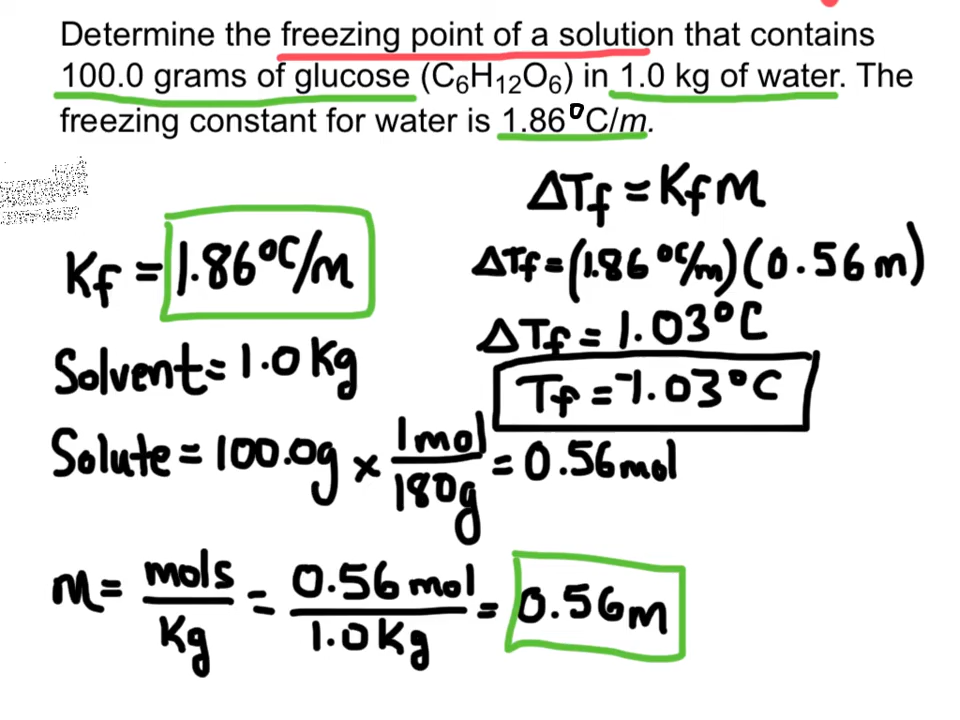 Determine the freezing point of a solution that contains
100.0 grams of glucose (C₆H₁₂O₆) in 1.0 kg of water. The
freezing constant for water is 1.86°C/m.
ΔTf = Kf m
Kf = 1.86°C/m
ΔTf = (1.86 °C/m)(0.56 m)
ΔTf = 1.03°C
Solvent = 1.0 Kg
Tf = -1.03°C
Solute = 100.0g × 1mol/180g = 0.56 mol
m = mols/Kg = 0.56 mol/1.0 Kg = 0.56m